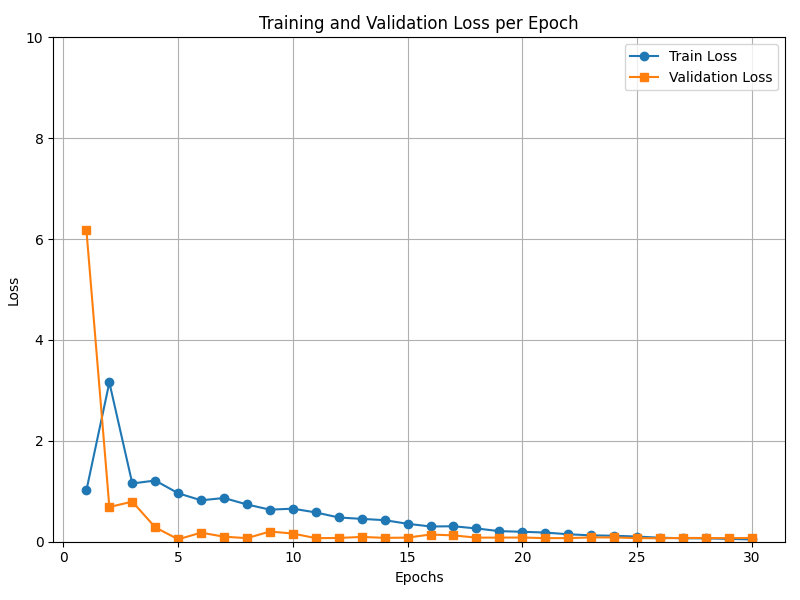 Training and Validation Loss per Epoch
Train Loss
Validation Loss
10
8
6
4
2
0
Loss
0 5 10 15 20 25 30
Epochs